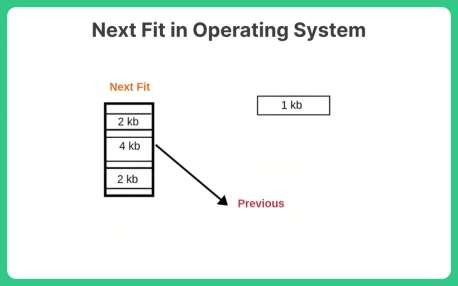 Next Fit in Operating System
Next Fit
1 kb
2 kb
4 kb
2 kb
Previous